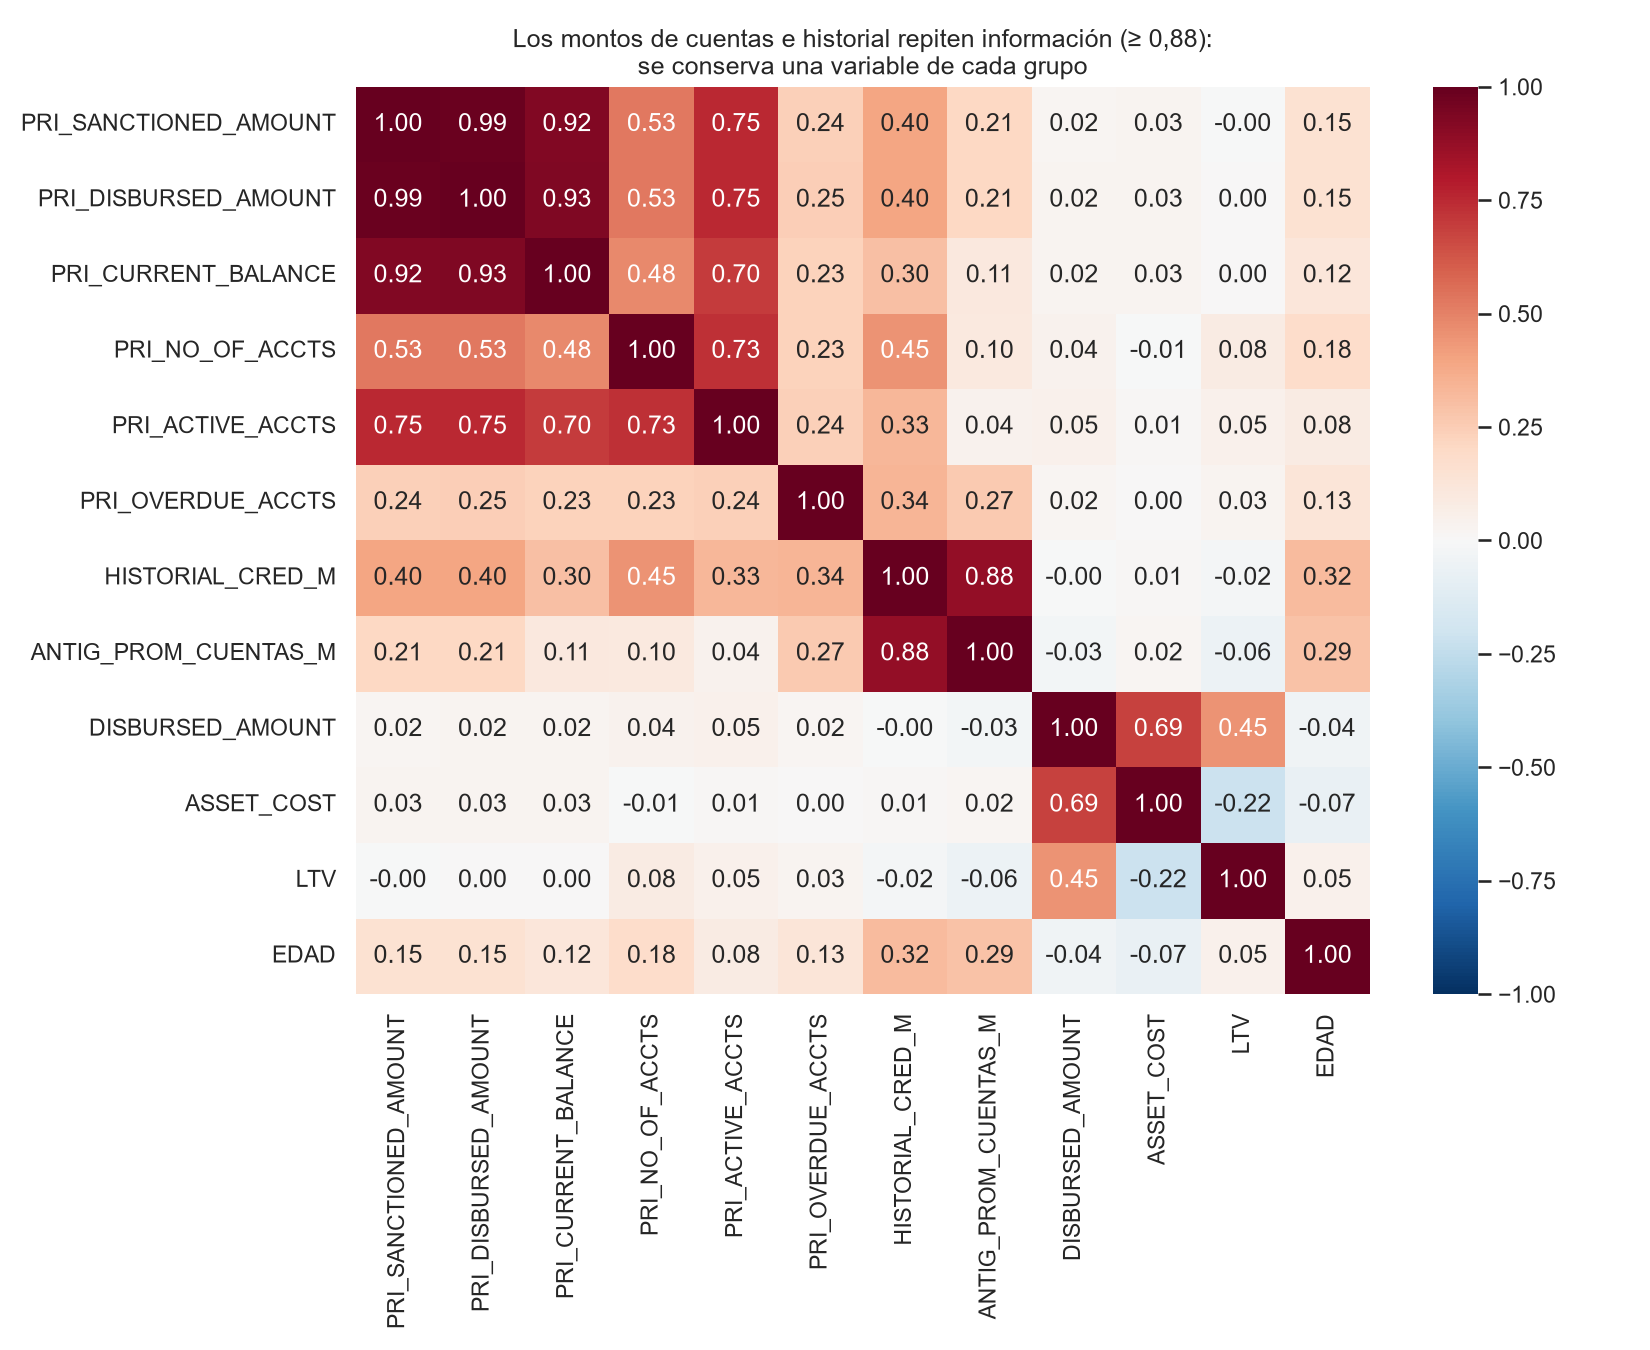 Los montos de cuentas e historial repiten información (≥ 0,88):
se conserva una variable de cada grupo
PRI_SANCTIONED_AMOUNT 1.00 0.99 0.92 0.53 0.75 0.24 0.40 0.21 0.02 0.03 -0.00 0.15
PRI_DISBURSED_AMOUNT 0.99 1.00 0.93 0.53 0.75 0.25 0.40 0.21 0.02 0.03 0.00 0.15
PRI_CURRENT_BALANCE 0.92 0.93 1.00 0.48 0.70 0.23 0.30 0.11 0.02 0.03 0.00 0.12
PRI_NO_OF_ACCTS 0.53 0.53 0.48 1.00 0.73 0.23 0.45 0.10 0.04 -0.01 0.08 0.18
PRI_ACTIVE_ACCTS 0.75 0.75 0.70 0.73 1.00 0.24 0.33 0.04 0.05 0.01 0.05 0.08
PRI_OVERDUE_ACCTS 0.24 0.25 0.23 0.23 0.24 1.00 0.34 0.27 0.02 0.00 0.03 0.13
HISTORIAL_CRED_M 0.40 0.40 0.30 0.45 0.33 0.34 1.00 0.88 -0.00 0.01 -0.02 0.32
ANTIG_PROM_CUENTAS_M 0.21 0.21 0.11 0.10 0.04 0.27 0.88 1.00 -0.03 0.02 -0.06 0.29
DISBURSED_AMOUNT 0.02 0.02 0.02 0.04 0.05 0.02 -0.00 -0.03 1.00 0.69 0.45 -0.04
ASSET_COST 0.03 0.03 0.03 -0.01 0.01 0.00 0.01 0.02 0.69 1.00 -0.22 -0.07
LTV -0.00 0.00 0.00 0.08 0.05 0.03 -0.02 -0.06 0.45 -0.22 1.00 0.05
EDAD 0.15 0.15 0.12 0.18 0.08 0.13 0.32 0.29 -0.04 -0.07 0.05 1.00
PRI_SANCTIONED_AMOUNT
PRI_DISBURSED_AMOUNT
PRI_CURRENT_BALANCE
PRI_NO_OF_ACCTS
PRI_ACTIVE_ACCTS
PRI_OVERDUE_ACCTS
HISTORIAL_CRED_M
ANTIG_PROM_CUENTAS_M
DISBURSED_AMOUNT
ASSET_COST
LTV
EDAD
1.00
0.75
0.50
0.25
0.00
−0.25
−0.50
−0.75
−1.00